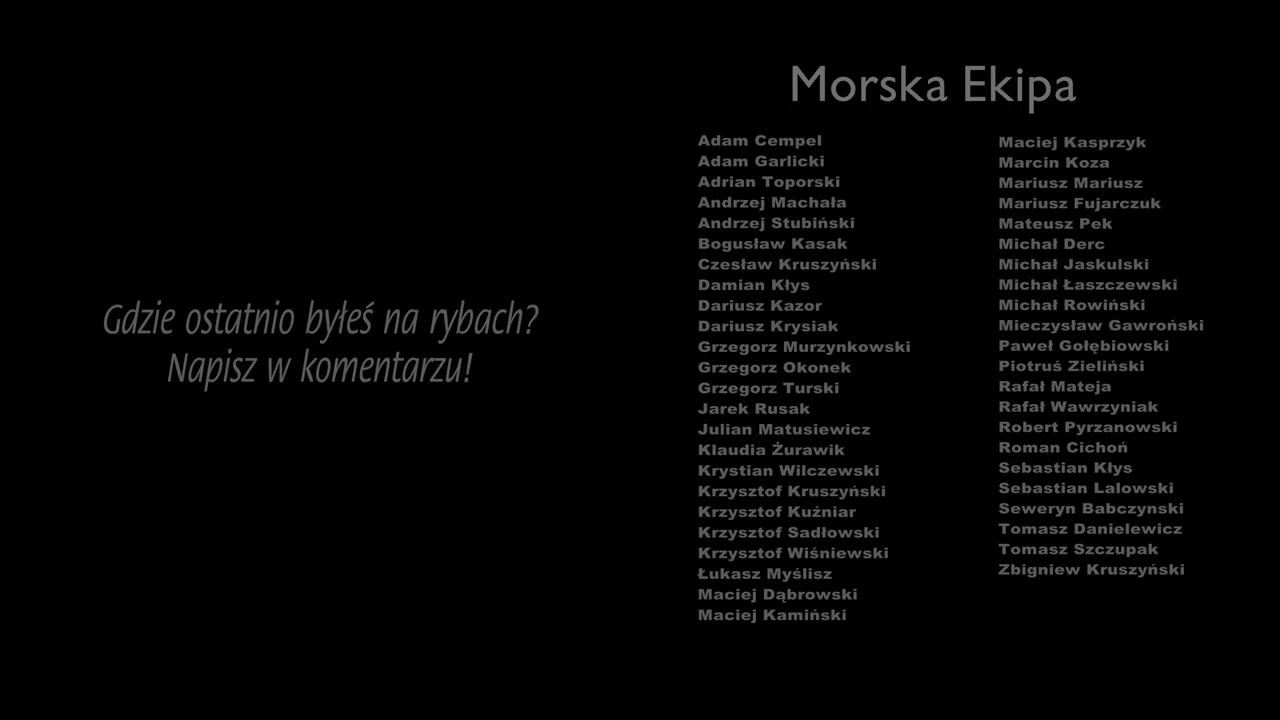 Gdzie ostatnio byłeś na rybach?
Napisz w komentarzu!
Morska Ekipa
Adam Cempel
Adam Garlicki
Adrian Toporski
Andrzej Machała
Andrzej Stubiński
Bogusław Kasak
Czesław Kruszyński
Damian Kłys
Dariusz Kazor
Dariusz Krysiak
Grzegorz Murzynkowski
Grzegorz Okonek
Grzegorz Turski
Jarek Rusak
Julian Matusiewicz
Klaudia Żurawik
Krystian Wilczewski
Krzysztof Kruszyński
Krzysztof Kuźniar
Krzysztof Sadłowski
Krzysztof Wiśniewski
Łukasz Myślisz
Maciej Dąbrowski
Maciej Kamiński
Maciej Kasprzyk
Marcin Koza
Mariusz Mariusz
Mariusz Fujarczuk
Mateusz Pek
Michał Derc
Michał Jaskulski
Michał Łaszczewski
Michał Rowiński
Mieczysław Gawroński
Paweł Gołębiowski
Piotruś Zieliński
Rafał Mateja
Rafał Wawrzyniak
Robert Pyrzanowski
Roman Cichoń
Sebastian Kłys
Sebastian Lalowski
Seweryn Babczynski
Tomasz Danielewicz
Tomasz Szczupak
Zbigniew Kruszyński